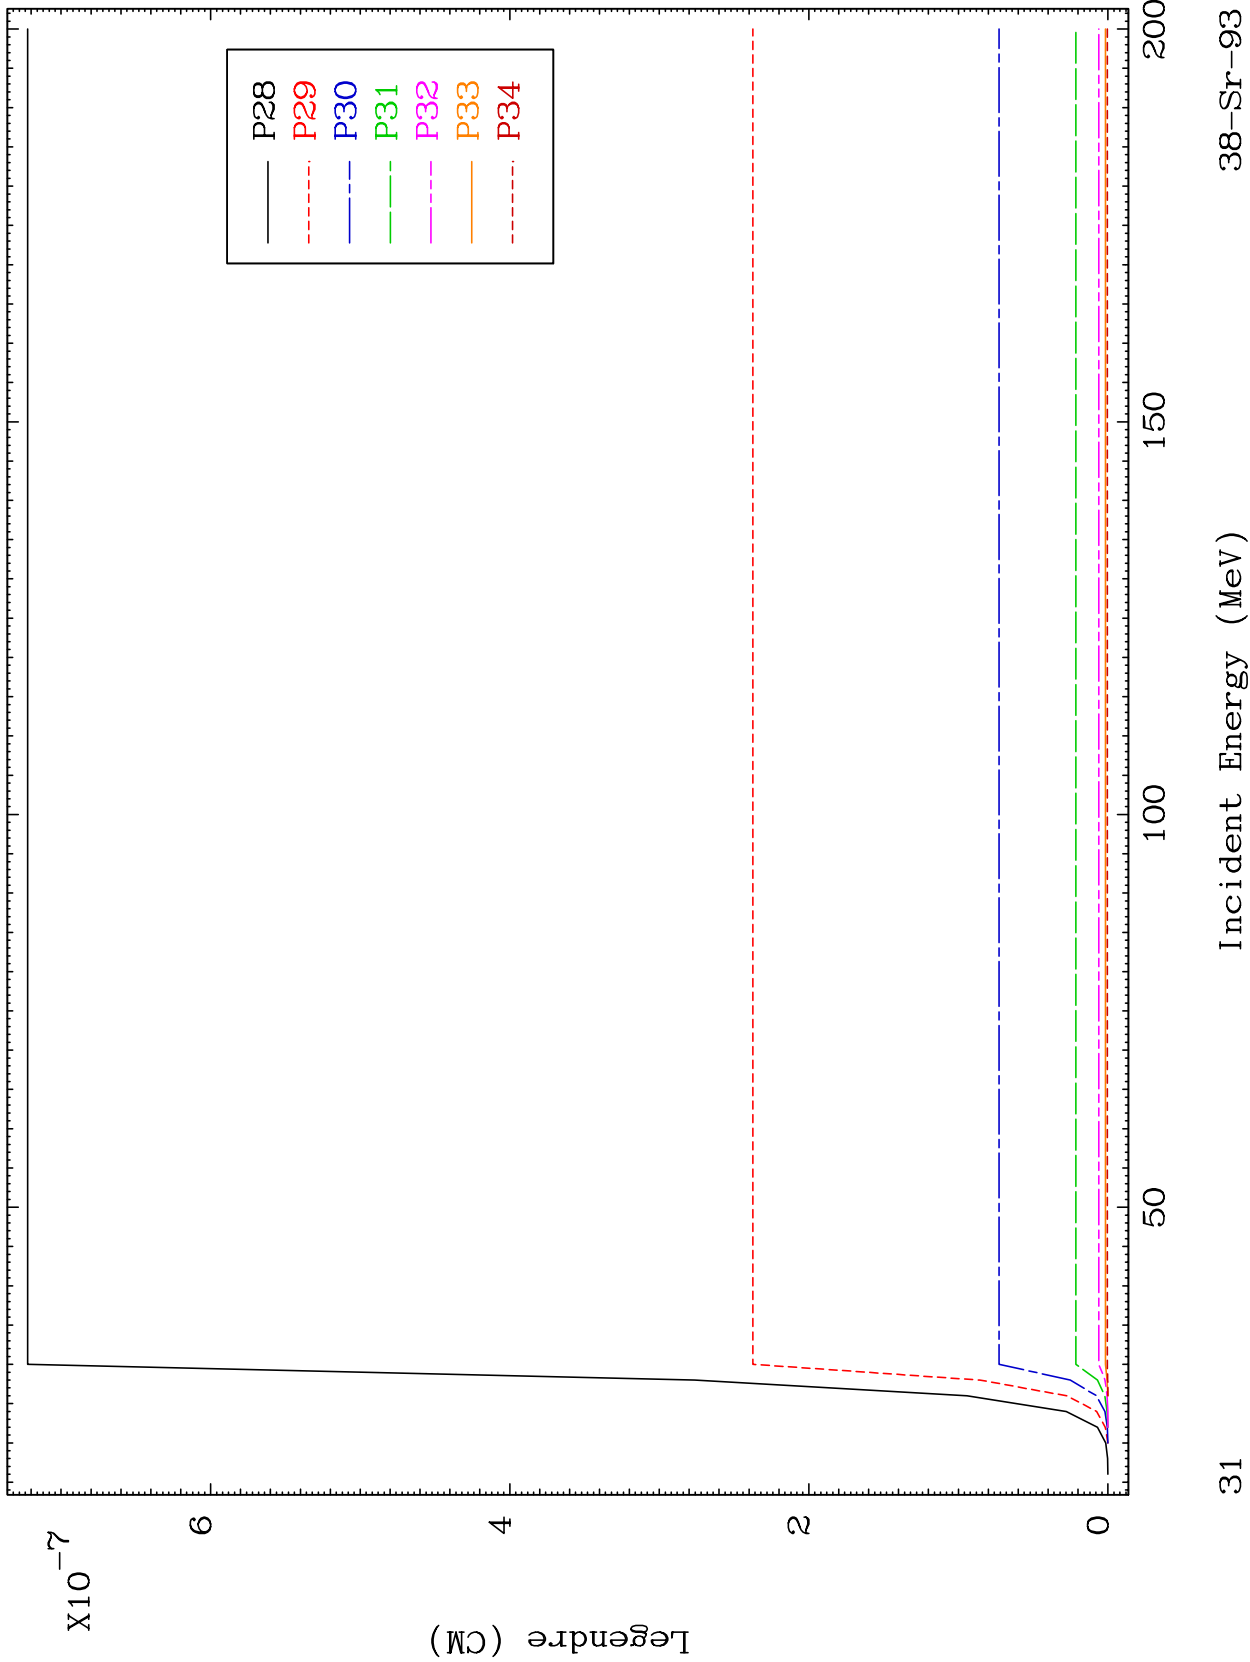 X10-7
6
4
2
0
Legendre (CM)
P28
P29
P30
P31
P32
P33
P34
50
100
150
200
31
Incident Energy (MeV)
38-Sr-93